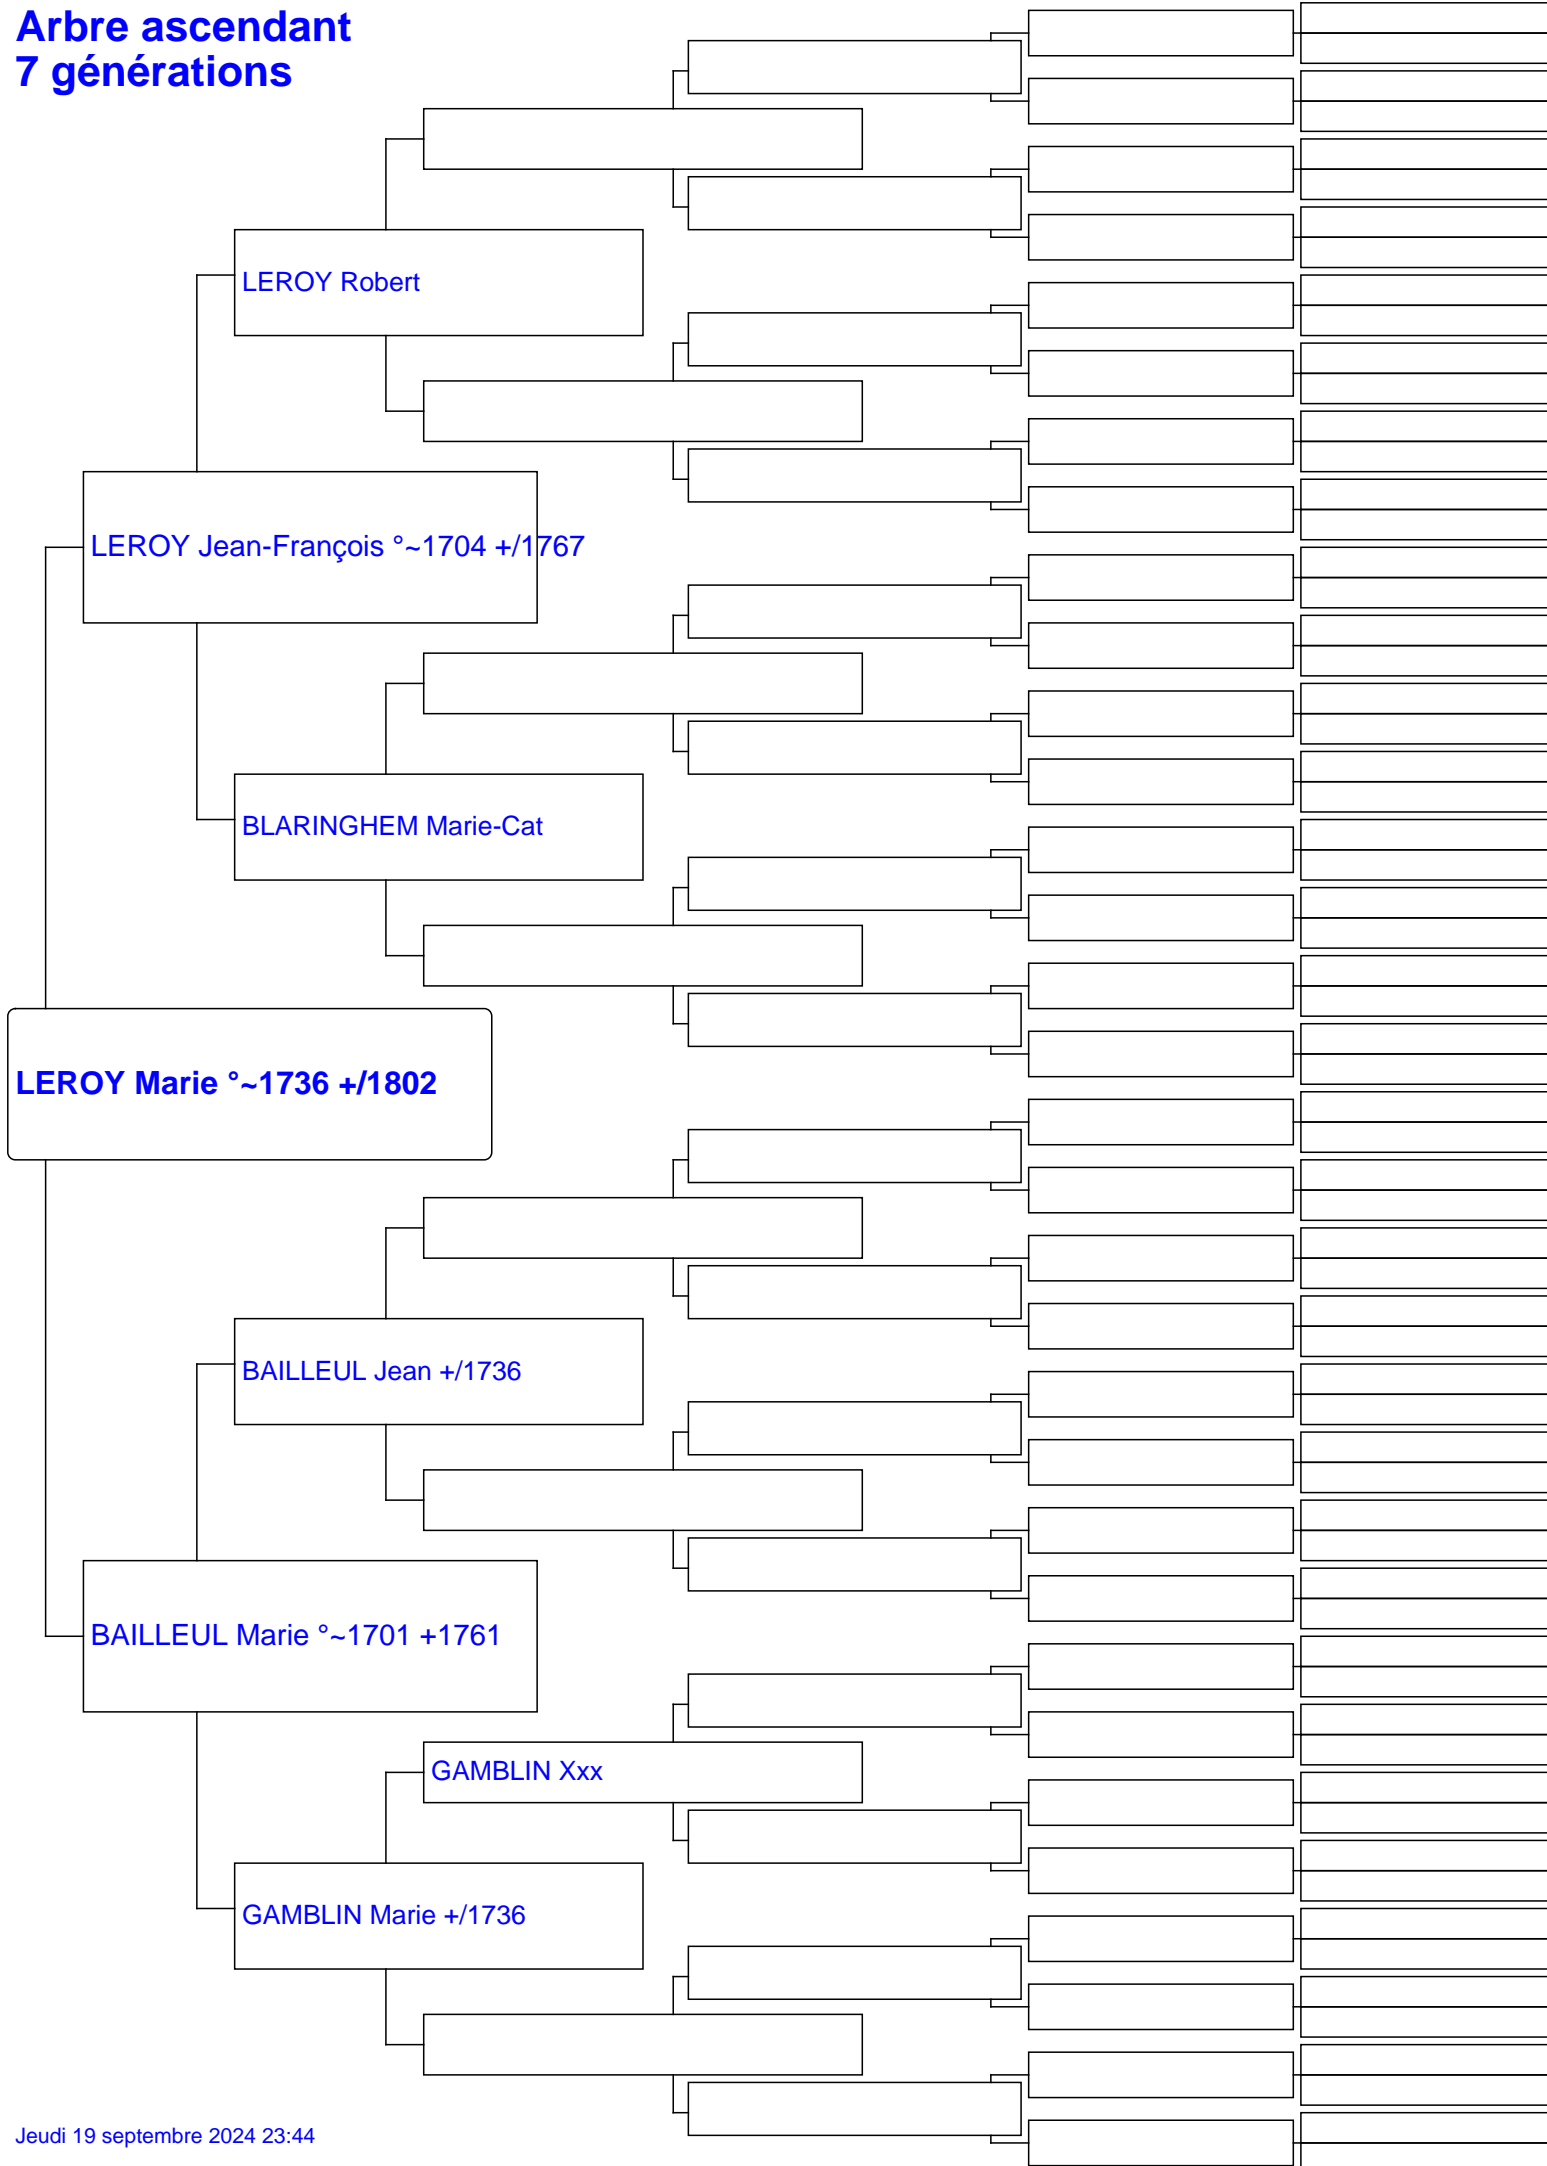 Arbre ascendant
7 générations
LEROY Robert
LEROY Jean-François °~1704 +/1767
BLARINGHEM Marie-Cat
LEROY Marie °~1736 +/1802
BAILLEUL Jean +/1736
BAILLEUL Marie °~1701 +1761
GAMBLIN Xxx
GAMBLIN Marie +/1736
Jeudi 19 septembre 2024 23:44